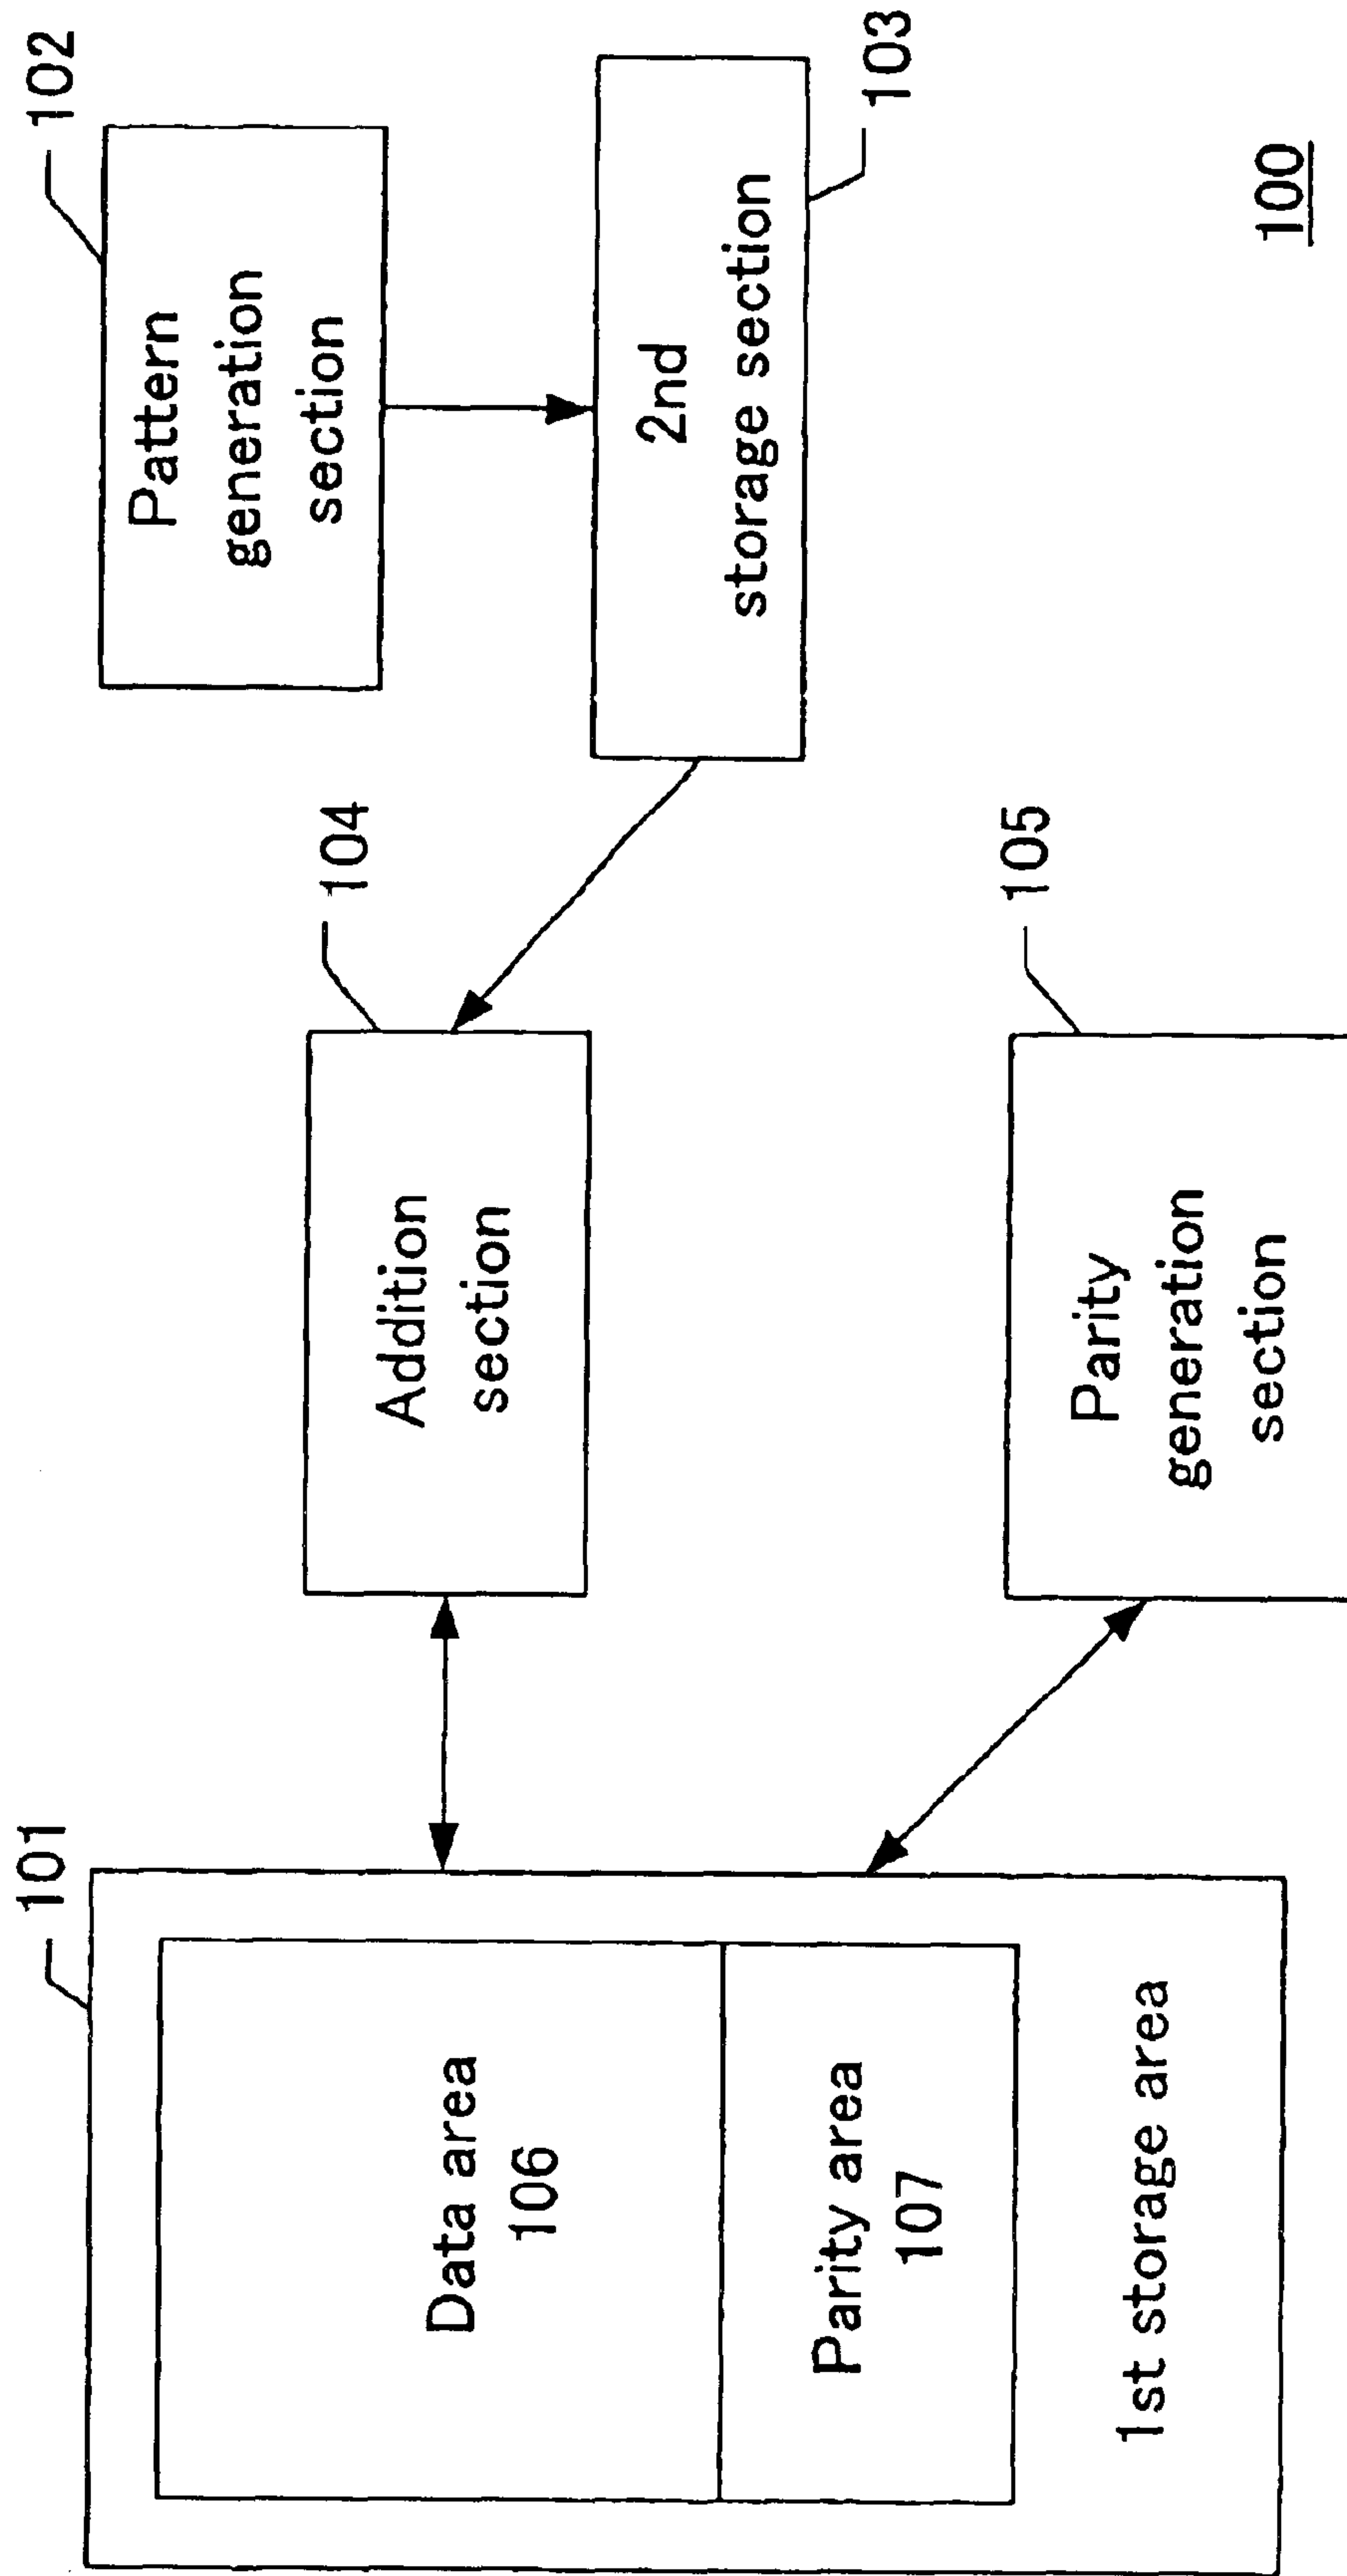 101
Data area
106
Parity area
107
1st storage area
104
Addition
section
105
Parity
generation
section
102
Pattern
generation
section
2nd
storage section
103
100